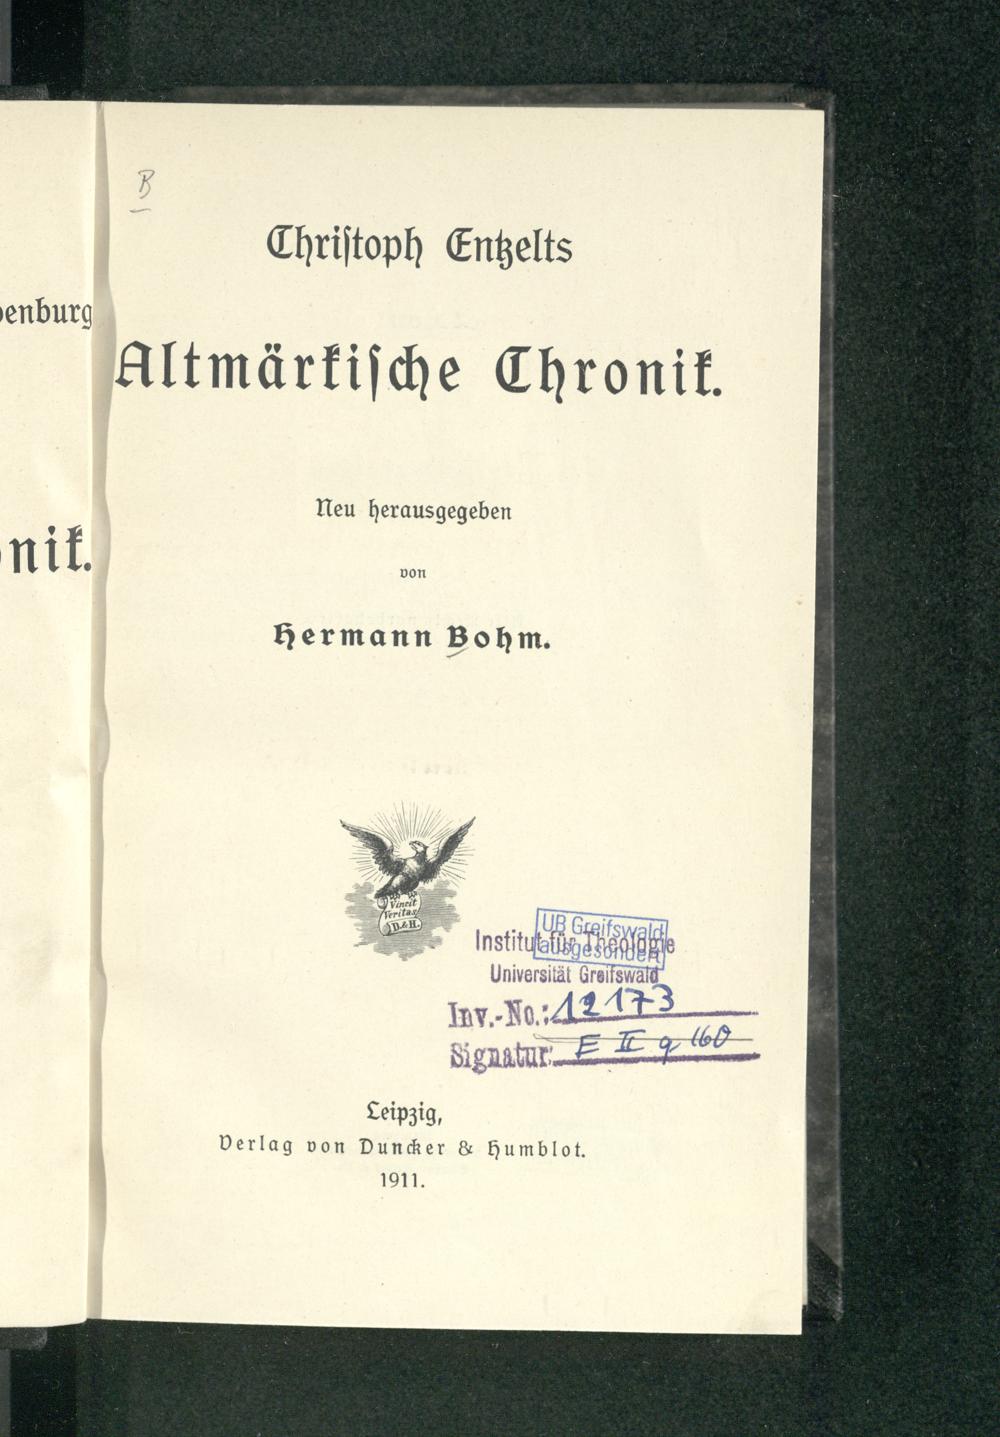 B
Christoph Entzelts
Altmärkische Chronik.
Neu herausgegeben
von
Hermann Bohm.
Vincit
Veritas
D.&H.
UB Greifswald
ausgesondert
Institut für Theologie
Universität Greifswald
Inv.-No.: 12173
Signatur: E II q 160
Leipzig,
Verlag von Duncker & Humblot.
1911.
benburg
nik.